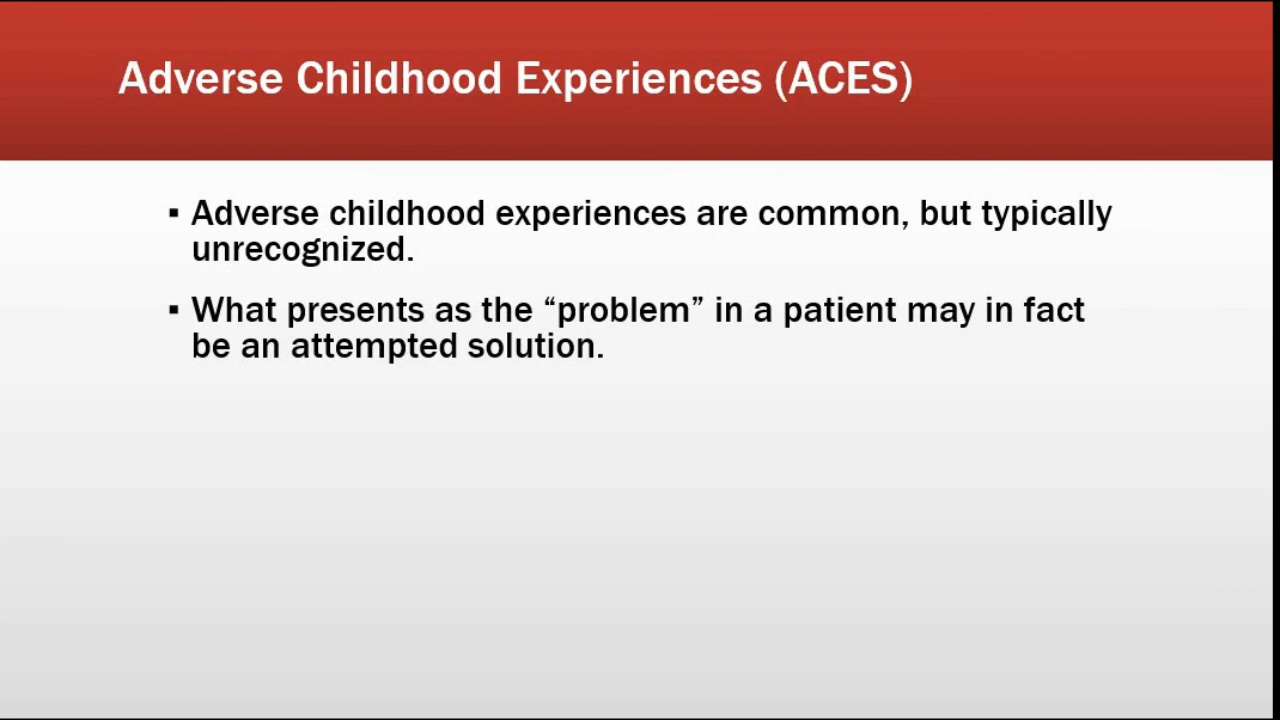 Adverse Childhood Experiences (ACES)
▪ Adverse childhood experiences are common, but typically
unrecognized.
▪ What presents as the “problem” in a patient may in fact
be an attempted solution.